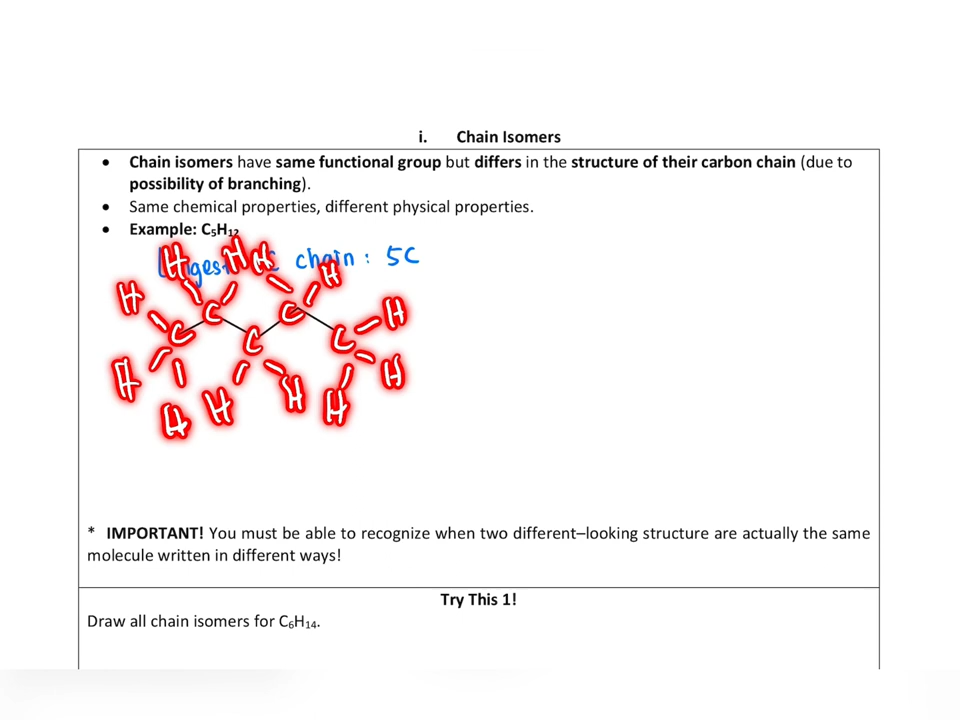 i. Chain Isomers
• Chain isomers have same functional group but differs in the structure of their carbon chain (due to
possibility of branching).
• Same chemical properties, different physical properties.
• Example: C₅H₁₂
Longest C chain : 5C
H H H H
H C C C C C H
H H
H H H H
* IMPORTANT! You must be able to recognize when two different–looking structure are actually the same
molecule written in different ways!
Try This 1!
Draw all chain isomers for C₆H₁₄.